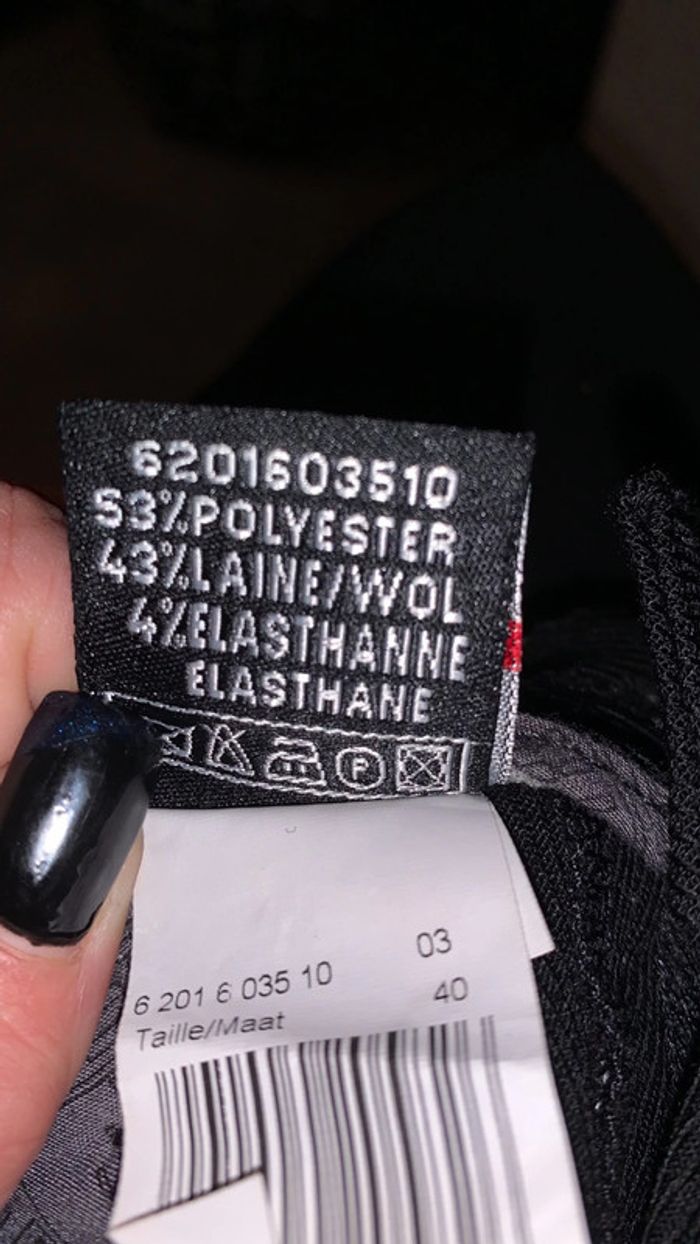 6201603510
53%POLYESTER
43%LAINE/WOL
4%ELASTHANNE
ELASTHANE
P
03
6 201 6 035 10
40
Taille/Maat